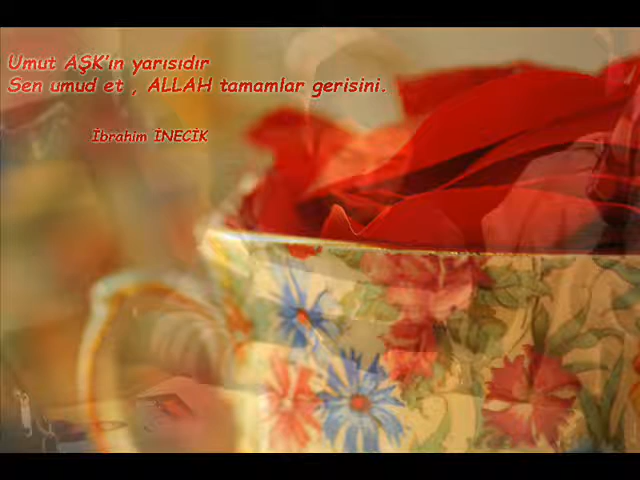 Umut AŞK'ın yarısıdır
Sen umud et , ALLAH tamamlar gerisini.
İbrahim İNECİK